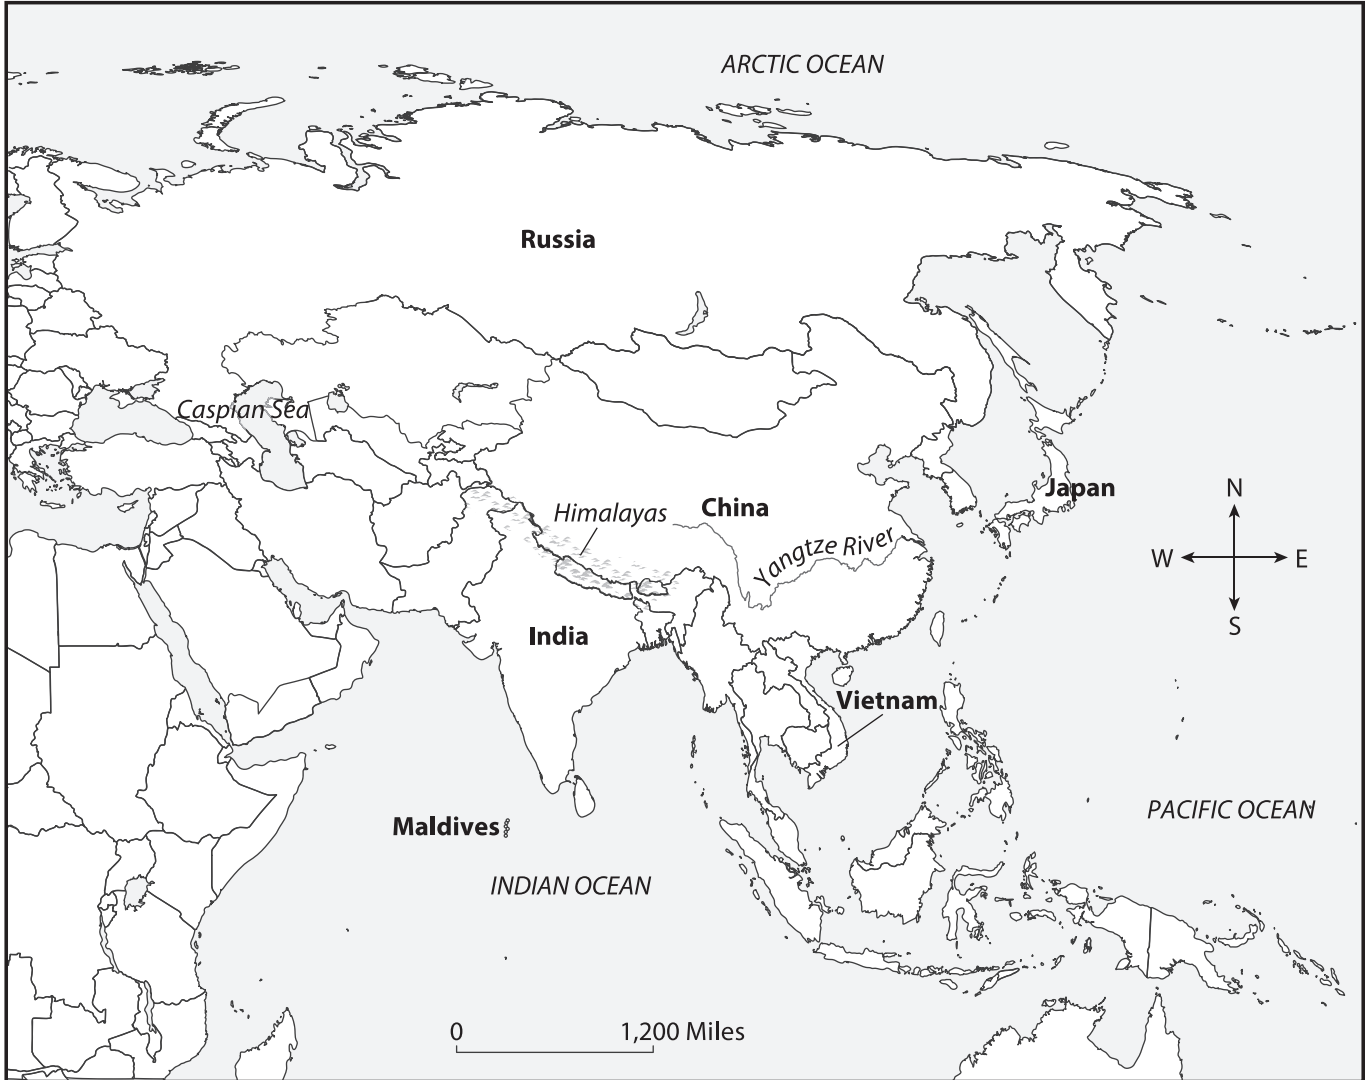 ARCTIC OCEAN
Russia
Caspian Sea
Himalayas
China
Japan
Yangtze River
N
W
E
S
India
Vietnam
Maldives
PACIFIC OCEAN
INDIAN OCEAN
0
1,200 Miles